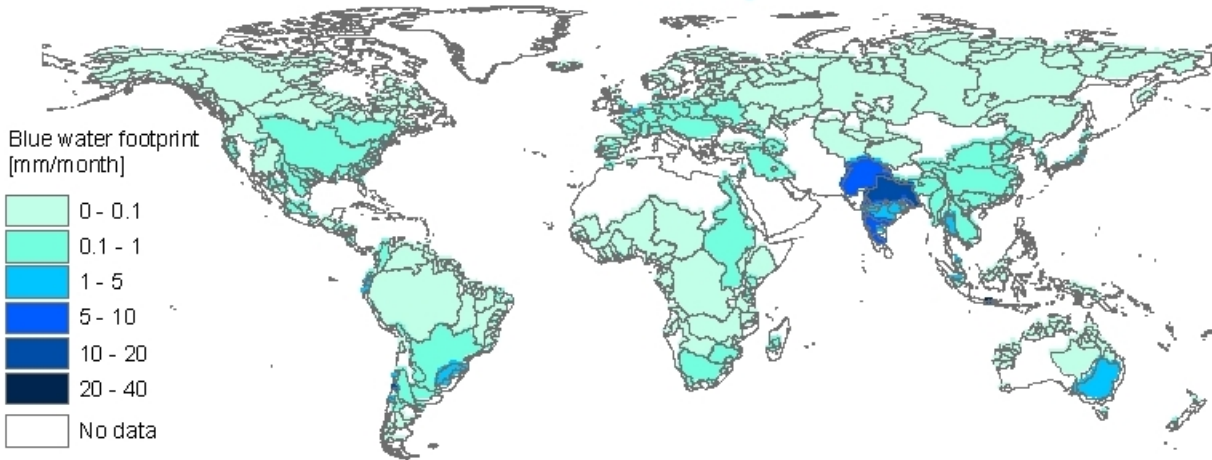 Blue water footprint
[mm/month]
0 - 0.1
0.1 - 1
1 - 5
5 - 10
10 - 20
20 - 40
No data